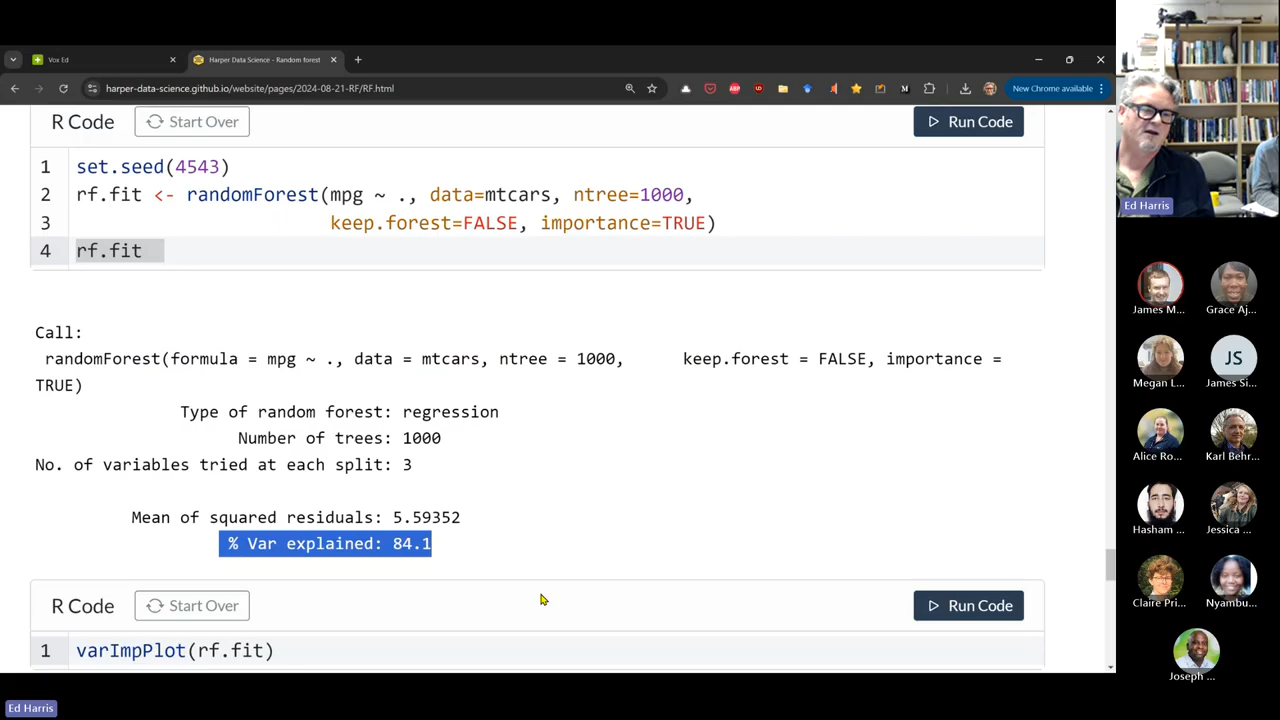 Vox Ed
Harper Data Science - Random forest
harper-data-science.github.io/website/pages/2024-08-21-RF/RF.html
ABP
M
New Chrome available
R Code
Start Over
Run Code
1 set.seed(4543)
2 rf.fit <- randomForest(mpg ~ ., data=mtcars, ntree=1000,
3 keep.forest=FALSE, importance=TRUE)
4 rf.fit
Call:
randomForest(formula = mpg ~ ., data = mtcars, ntree = 1000,      keep.forest = FALSE, importance =
TRUE)
Type of random forest: regression
Number of trees: 1000
No. of variables tried at each split: 3
Mean of squared residuals: 5.59352
% Var explained: 84.1
R Code
Start Over
Run Code
1 varImpPlot(rf.fit)
Ed Harris
James M...
Grace Aj...
Megan L...
JS
James Si...
Alice Ro...
Karl Behr...
Hasham ...
Jessica ...
Claire Pri...
Nyambu...
Joseph ...
Ed Harris